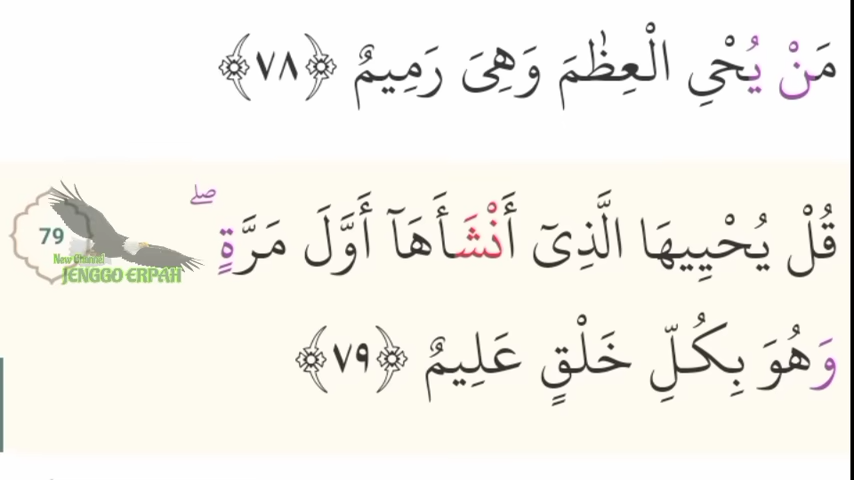 مَنْ يُحْيِ الْعِظٰمَ وَهِىَ رَمِيمٌ ﴿٧٨﴾
قُلْ يُحْيِيهَا الَّذِىٓ أَنْشَأَهَآ أَوَّلَ مَرَّةٍ ۖ
79
New Channel
JENGGO ERPAH
وَهُوَ بِكُلِّ خَلْقٍ عَلِيمٌ ﴿٧٩﴾